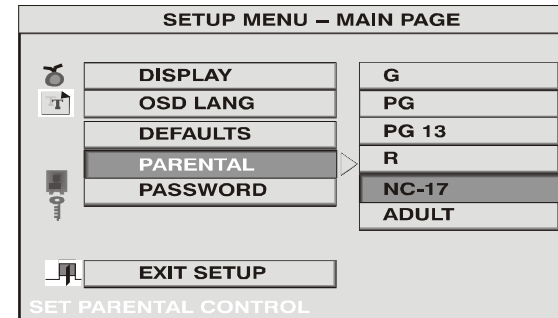 SETUP MENU – MAIN PAGE
DISPLAY
OSD LANG
DEFAULTS
PARENTAL
PASSWORD
EXIT SETUP
G
PG
PG 13
R
NC-17
ADULT
SET PARENTAL CONTROL
T